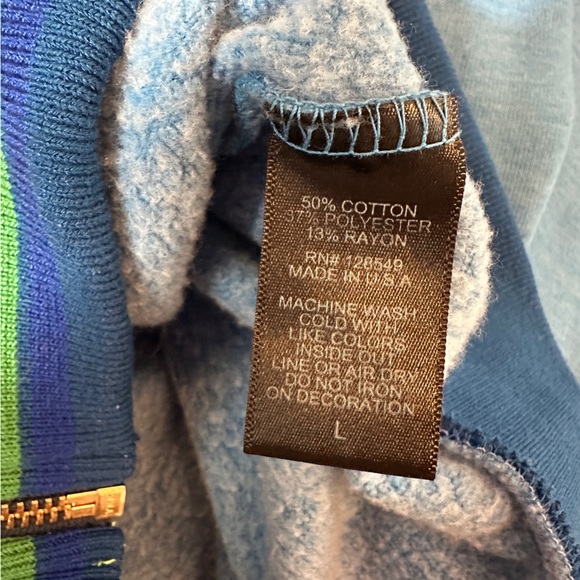 50% COTTON
37% POLYESTER
13% RAYON
RN# 126549
MADE IN U S A
MACHINE WASH
COLD WITH
LIKE COLORS
INSIDE OUT
LINE OR AIR DRY
DO NOT IRON
ON DECORATION
L